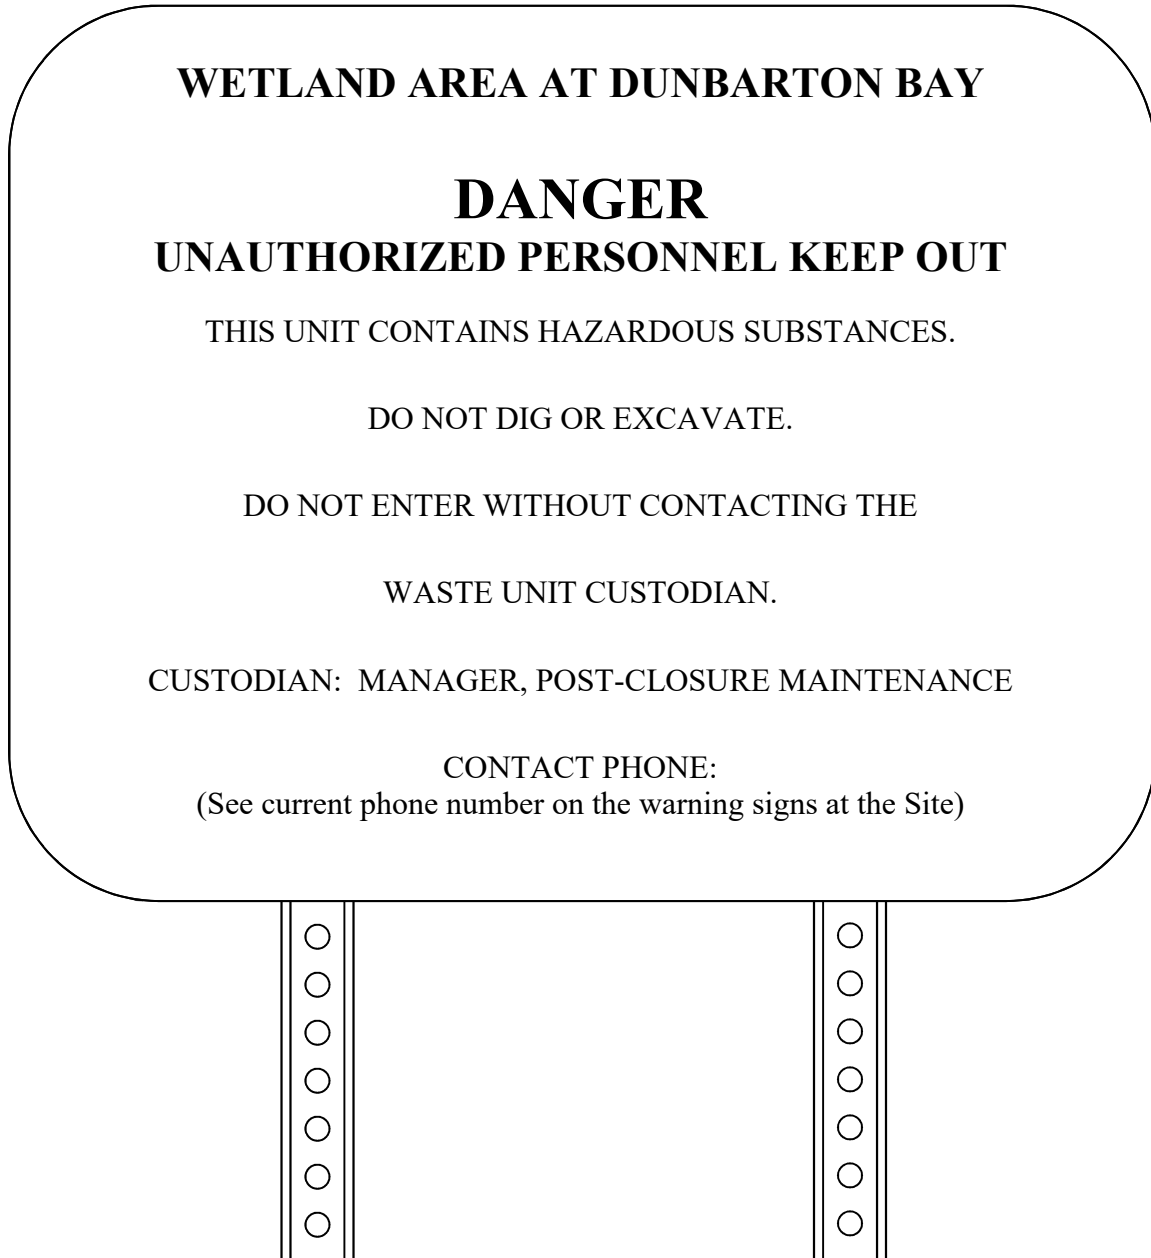 WETLAND AREA AT DUNBARTON BAY
DANGER
UNAUTHORIZED PERSONNEL KEEP OUT
THIS UNIT CONTAINS HAZARDOUS SUBSTANCES.
DO NOT DIG OR EXCAVATE.
DO NOT ENTER WITHOUT CONTACTING THE
WASTE UNIT CUSTODIAN.
CUSTODIAN:  MANAGER, POST-CLOSURE MAINTENANCE
CONTACT PHONE:
(See current phone number on the warning signs at the Site)